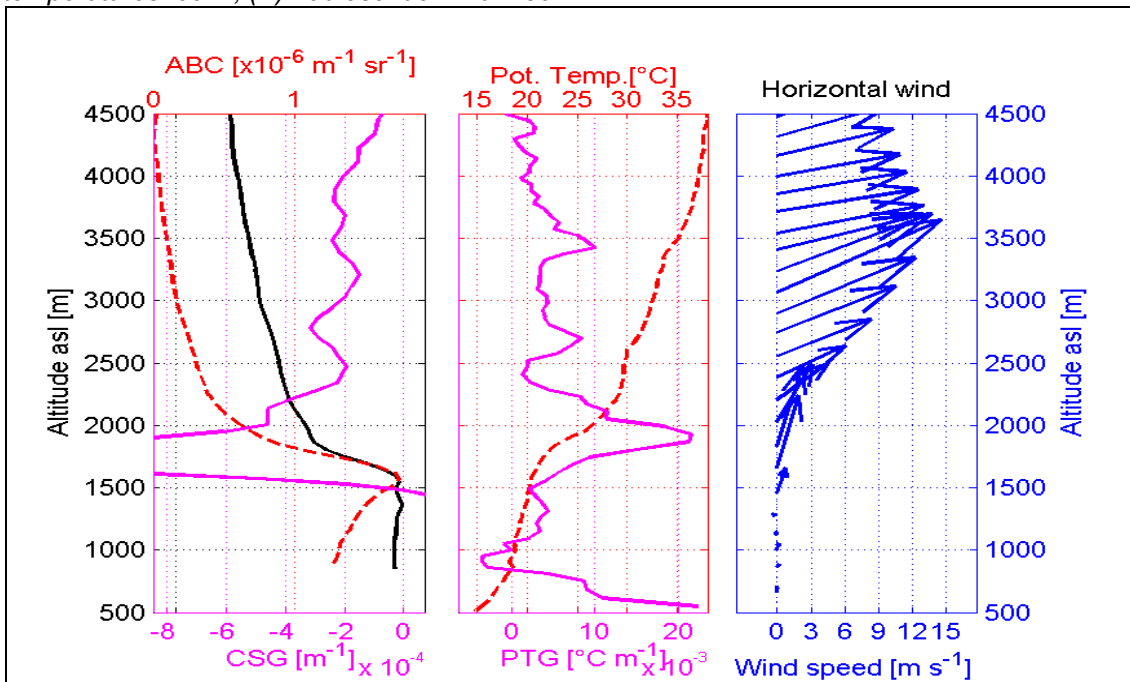 ABC [x10⁻⁶ m⁻¹ sr⁻¹]
0 1
Pot. Temp.[°C]
15 20 25 30 35
Horizontal wind
4500
4000
3500
3000
2500
2000
1500
1000
500
Altitude asl [m]
-8 -6 -4 -2 0
CSG [m⁻¹] x 10⁻⁴
0 10 20
PTG [°C m⁻¹] x 10⁻³
0 3 6 9 12 15
Wind speed [m s⁻¹]
4500
4000
3500
3000
2500
2000
1500
1000
500
Altitude asl [m]